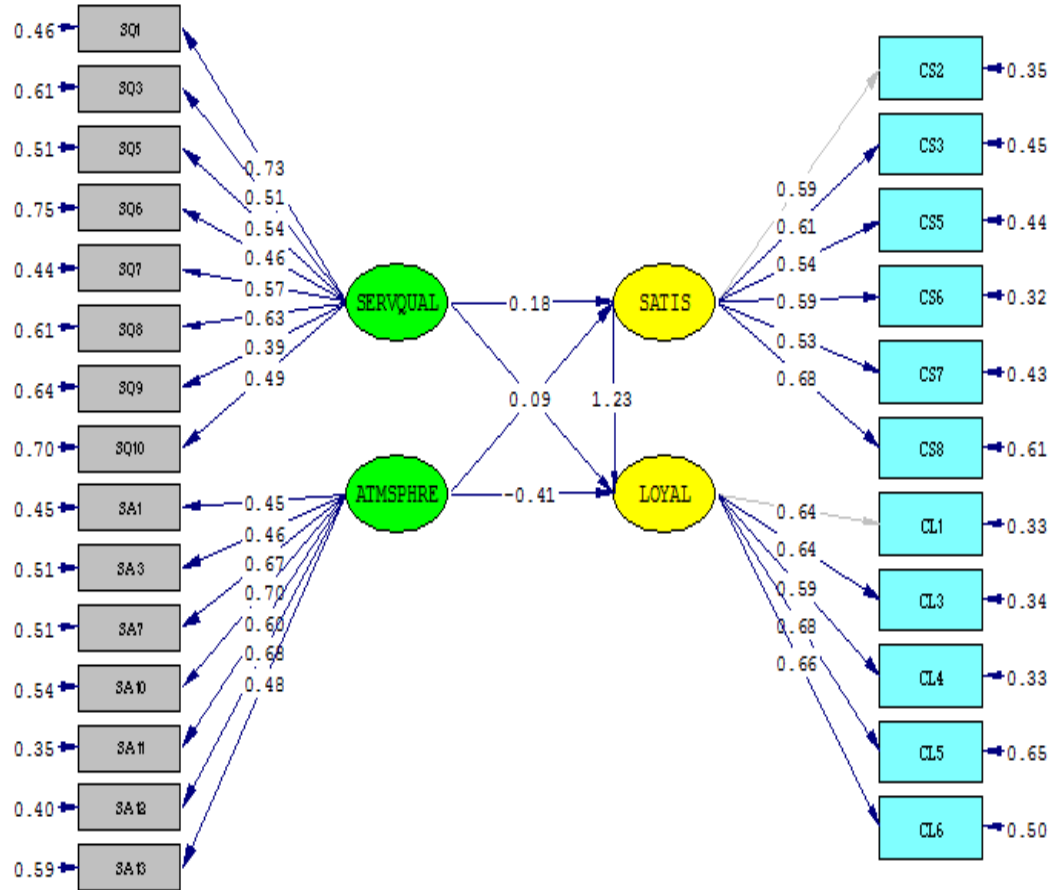 0.46 SQ1
0.61 SQ3
0.51 SQ5
0.75 SQ6
0.44 SQ7
0.61 SQ8
0.64 SQ9
0.70 SQ10
0.45 SA1
0.51 SA3
0.51 SA7
0.54 SA10
0.35 SA11
0.40 SA12
0.59 SA13
0.73
0.51
0.54
0.46
0.57
0.63
0.39
0.49
0.45
0.46
0.67
0.70
0.60
0.68
0.48
SERVQUAL
ATMSPHRE
0.18
0.09
1.23
-0.41
SATIS
LOYAL
0.59
0.61
0.54
0.59
0.53
0.68
0.64
0.64
0.59
0.68
0.66
CS2 0.35
CS3 0.45
CS5 0.44
CS6 0.32
CS7 0.43
CS8 0.61
CL1 0.33
CL3 0.34
CL4 0.33
CL5 0.65
CL6 0.50